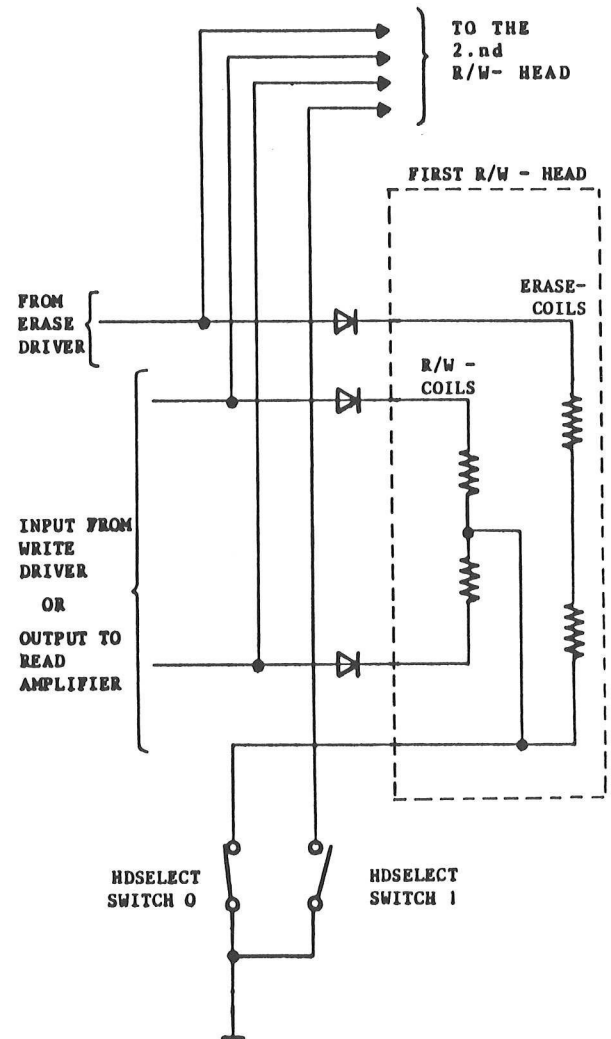 TO THE
2.nd
R/W- HEAD
FIRST R/W - HEAD
ERASE-
COILS
FROM
ERASE
DRIVER
R/W -
COILS
INPUT FROM
WRITE
DRIVER
OR
OUTPUT TO
READ
AMPLIFIER
HDSELECT
SWITCH 0
HDSELECT
SWITCH 1